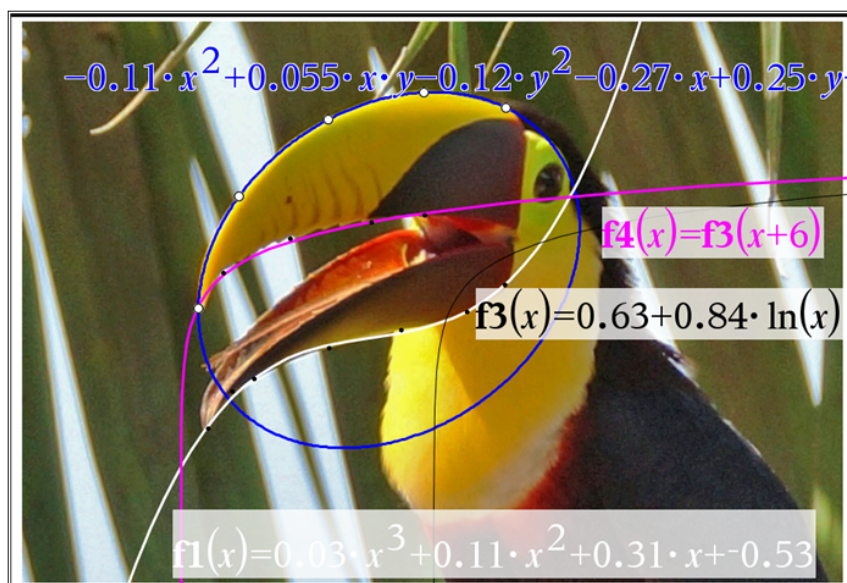 -0.11·x²+0.055·x·y-0.12·y²-0.27·x+0.25·y
f4(x)=f3(x+6)
f3(x)=0.63+0.84·ln(x)
f1(x)=0.03·x³+0.11·x²+0.31·x+⁻0.53